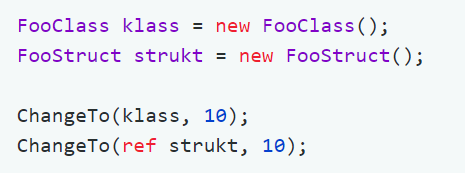 FooClass klass = new FooClass();
FooStruct strukt = new FooStruct();
ChangeTo(klass, 10);
ChangeTo(ref strukt, 10);